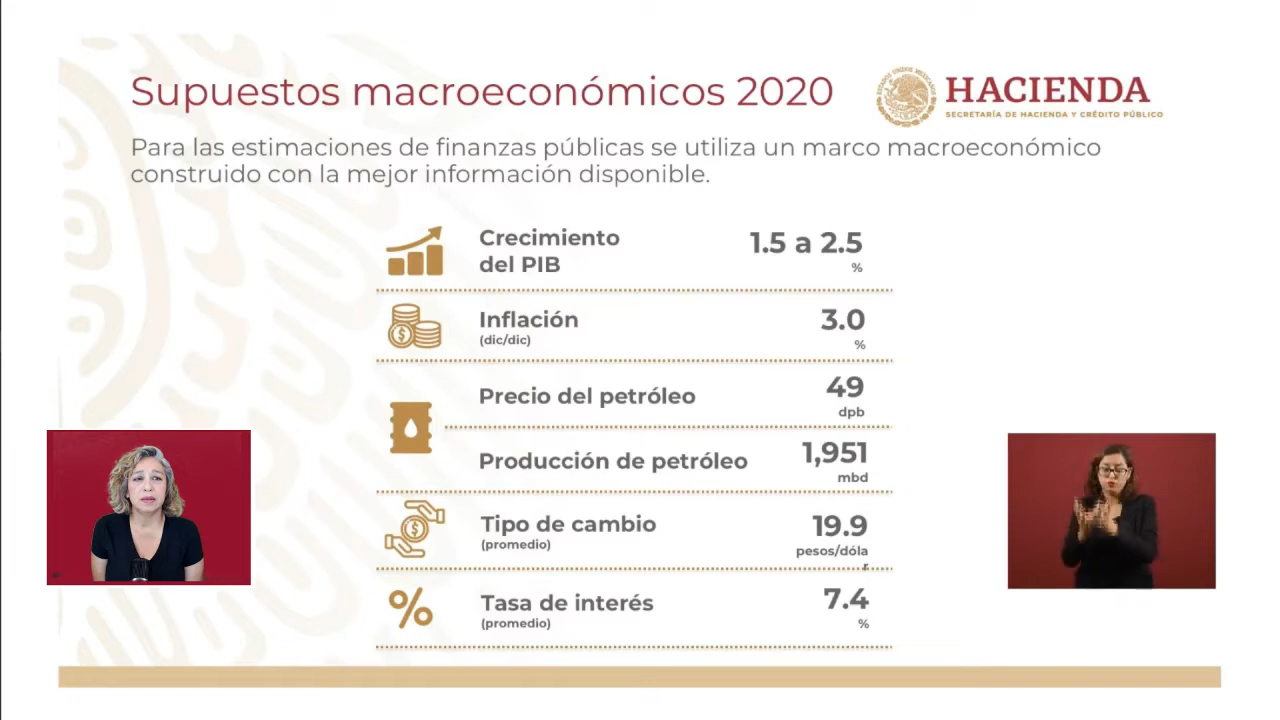 Supuestos macroeconómicos 2020
HACIENDA
SECRETARÍA DE HACIENDA Y CRÉDITO PÚBLICO
Para las estimaciones de finanzas públicas se utiliza un marco macroeconómico
construido con la mejor información disponible.
Crecimiento
del PIB
1.5 a 2.5
%
Inflación
(dic/dic)
3.0
%
Precio del petróleo
49
dpb
Producción de petróleo
1,951
mbd
Tipo de cambio
(promedio)
19.9
pesos/dóla
r
%
Tasa de interés
(promedio)
7.4
%